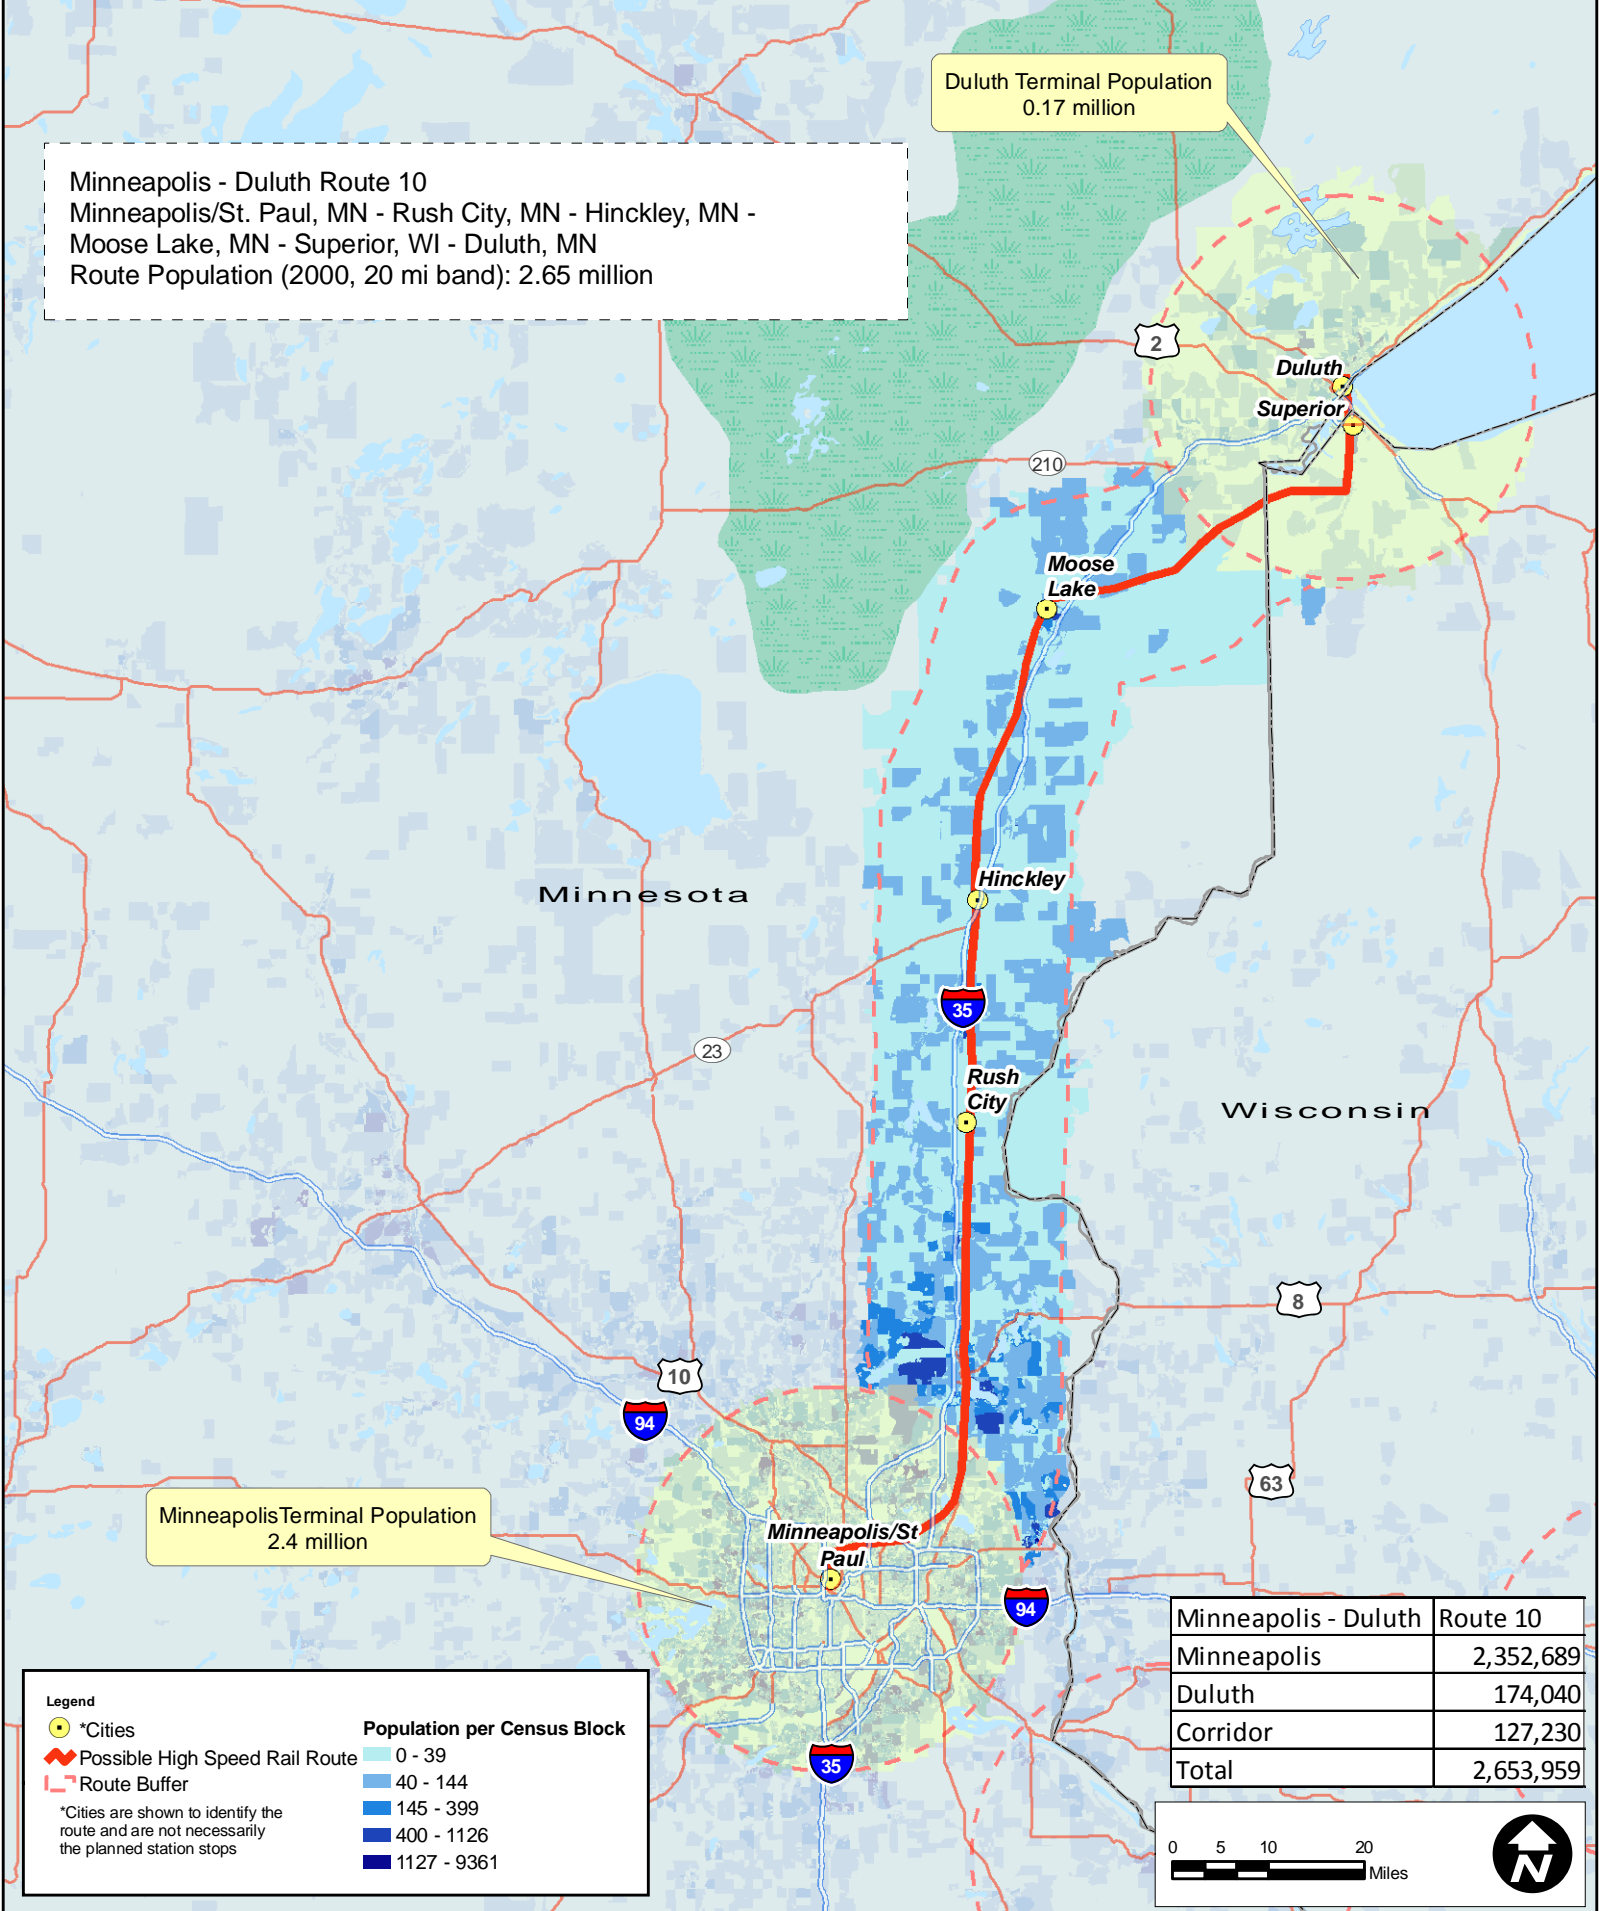 Duluth Terminal Population
0.17 million
Minneapolis - Duluth Route 10
Minneapolis/St. Paul, MN - Rush City, MN - Hinckley, MN -
Moose Lake, MN - Superior, WI - Duluth, MN
Route Population (2000, 20 mi band): 2.65 million
2
Duluth
Superior
210
Moose
Lake
Minnesota
Hinckley
35
23
Rush
City
Wisconsin
8
10
94
63
MinneapolisTerminal Population
2.4 million
Minneapolis/St
Paul
94
35
Minneapolis - Duluth Route 10
Minneapolis 2,352,689
Duluth 174,040
Corridor 127,230
Total 2,653,959
Legend
*Cities
Possible High Speed Rail Route
Route Buffer
*Cities are shown to identify the
route and are not necessarily
the planned station stops
Population per Census Block
0 - 39
40 - 144
145 - 399
400 - 1126
1127 - 9361
0 5 10 20
Miles
N